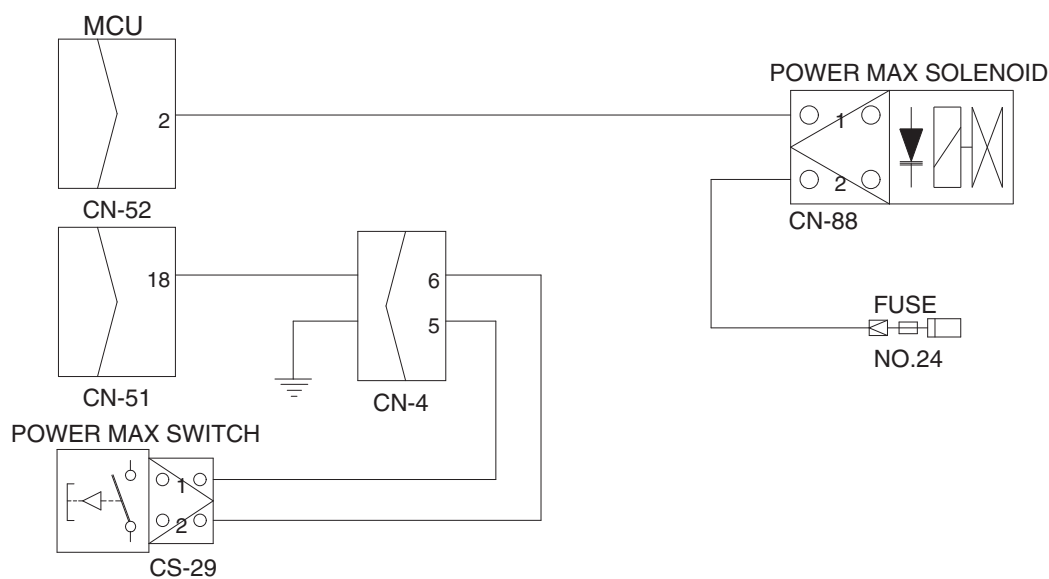 MCU
2
CN-52
POWER MAX SOLENOID
1
2
CN-88
18
CN-51
6
5
CN-4
FUSE
NO.24
POWER MAX SWITCH
1
2
CS-29